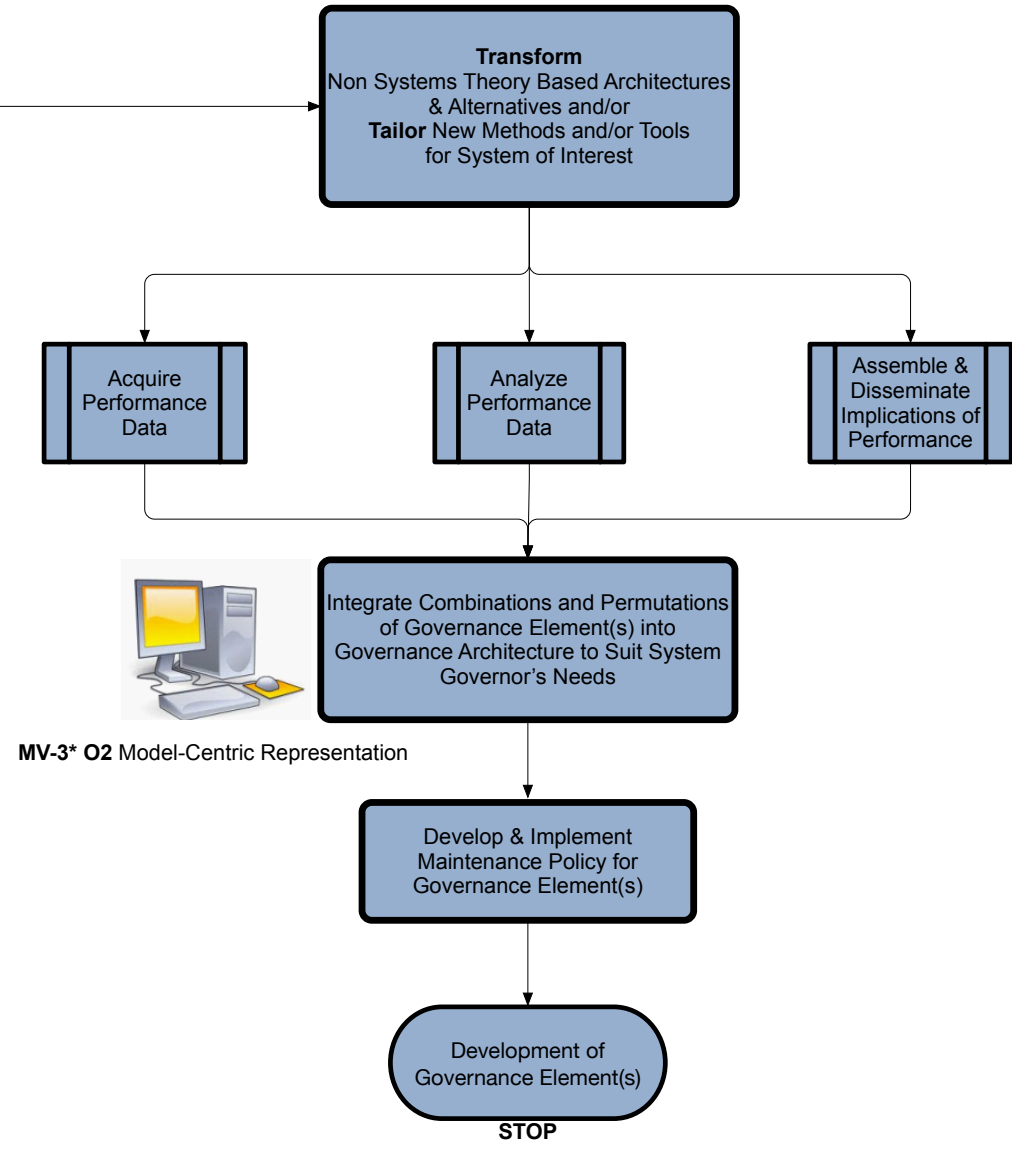 Transform
Non Systems Theory Based Architectures
& Alternatives and/or
Tailor New Methods and/or Tools
for System of Interest
Acquire
Performance
Data
Analyze
Performance
Data
Assemble &
Disseminate
Implications of
Performance
Integrate Combinations and Permutations
of Governance Element(s) into
Governance Architecture to Suit System
Governor's Needs
MV-3* O2 Model-Centric Representation
Develop & Implement
Maintenance Policy for
Governance Element(s)
Development of
Governance Element(s)
STOP